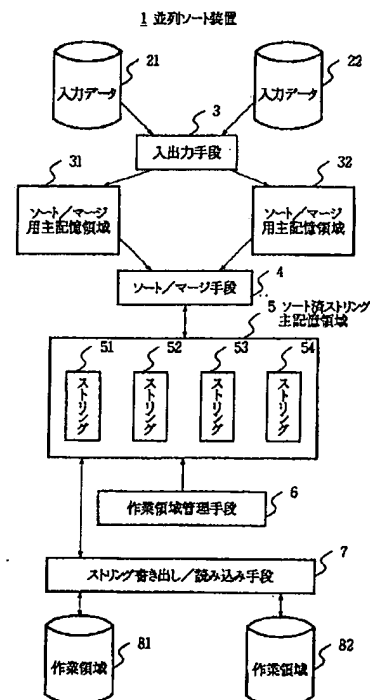 1 並列ソート装置
21
22
入力データ
入力データ
3
入出力手段
31
32
ソート／マージ
用主記憶領域
ソート／マージ
用主記憶領域
4
ソート／マージ手段
5 ソート済ストリング
主記憶領域
51
52
53
54
ストリング
ストリング
ストリング
ストリング
6
作業領域管理手段
7
ストリング書き出し／読み込み手段
81
82
作業領域
作業領域